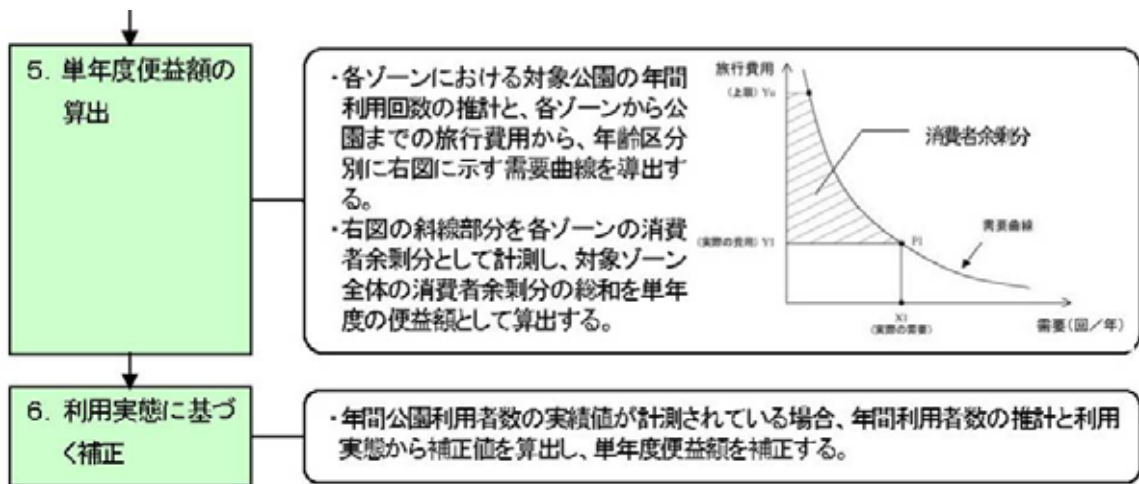 5. 単年度便益額の
算出
・各ゾーンにおける対象公園の年間
利用回数の推計と、各ゾーンから公
園までの旅行費用から、年齢区分
別に右図に示す需要曲線を導出す
る。
・右図の斜線部分を各ゾーンの消費
者余剰分として計測し、対象ゾーン
全体の消費者余剰分の総和を単年
度の便益額として算出する。
旅行費用
(上限) Yu
消費者余剰分
(実際の費用) Y1
P1
需要曲線
X1
(実際の需要)
需要(回/年)
6. 利用実態に基づ
く補正
・年間公園利用者数の実績値が計測されている場合、年間利用者数の推計と利用
実態から補正値を算出し、単年度便益額を補正する。